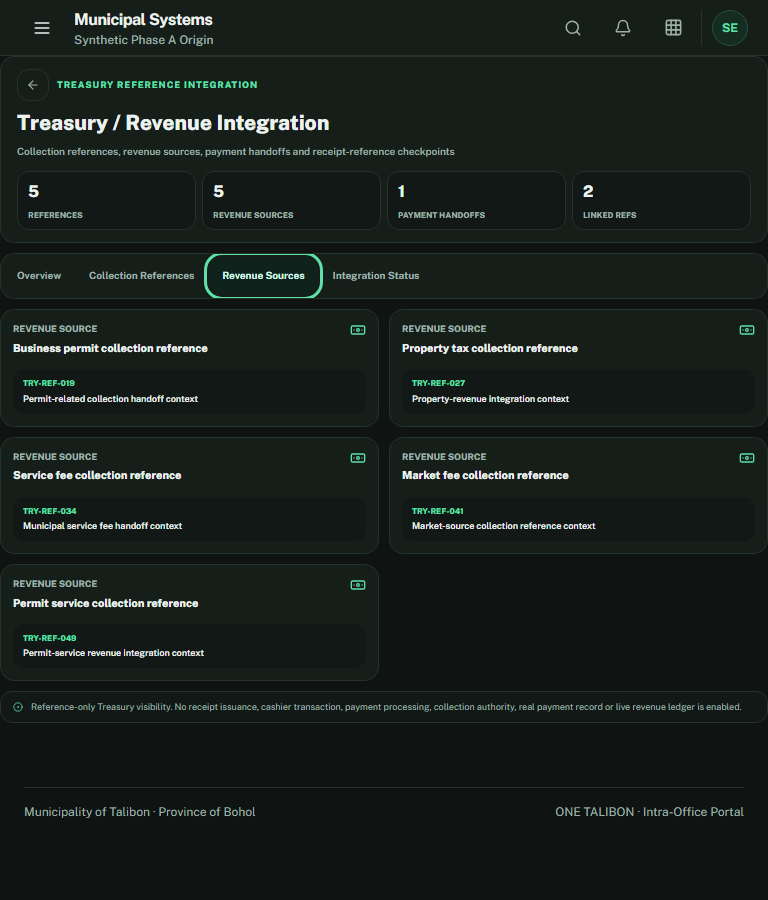 Municipal Systems
Synthetic Phase A Origin
SE
TREASURY REFERENCE INTEGRATION
Treasury / Revenue Integration
Collection references, revenue sources, payment handoffs and receipt-reference checkpoints
5
REFERENCES
5
REVENUE SOURCES
1
PAYMENT HANDOFFS
2
LINKED REFS
Overview
Collection References
Revenue Sources
Integration Status
REVENUE SOURCE
Business permit collection reference
TRY-REF-019
Permit-related collection handoff context
REVENUE SOURCE
Property tax collection reference
TRY-REF-027
Property-revenue integration context
REVENUE SOURCE
Service fee collection reference
TRY-REF-034
Municipal service fee handoff context
REVENUE SOURCE
Market fee collection reference
TRY-REF-041
Market-source collection reference context
REVENUE SOURCE
Permit service collection reference
TRY-REF-049
Permit-service revenue integration context
Reference-only Treasury visibility. No receipt issuance, cashier transaction, payment processing, collection authority, real payment record or live revenue ledger is enabled.
Municipality of Talibon · Province of Bohol
ONE TALIBON · Intra-Office Portal